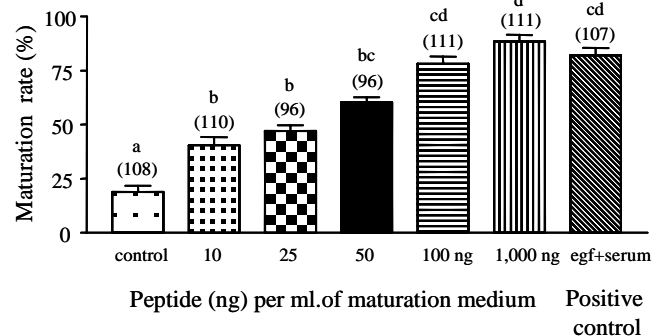 Maturation rate (%)
100
75
50
25
0
a
(108)
b
(110)
b
(96)
bc
(96)
cd
(111)
d
(111)
cd
(107)
control
10
25
50
100 ng
1,000 ng
egf+serum
Peptide (ng) per ml.of maturation medium
Positive
control